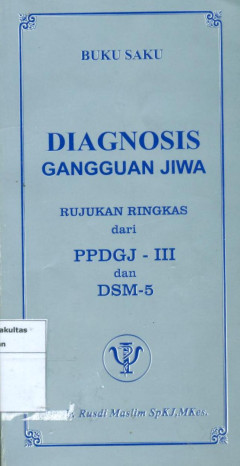 BUKU SAKU
DIAGNOSIS
GANGGUAN JIWA
RUJUKAN RINGKAS
dari
PPDGJ - III
dan
DSM-5
Rusdi Maslim SpKJ,MKes.